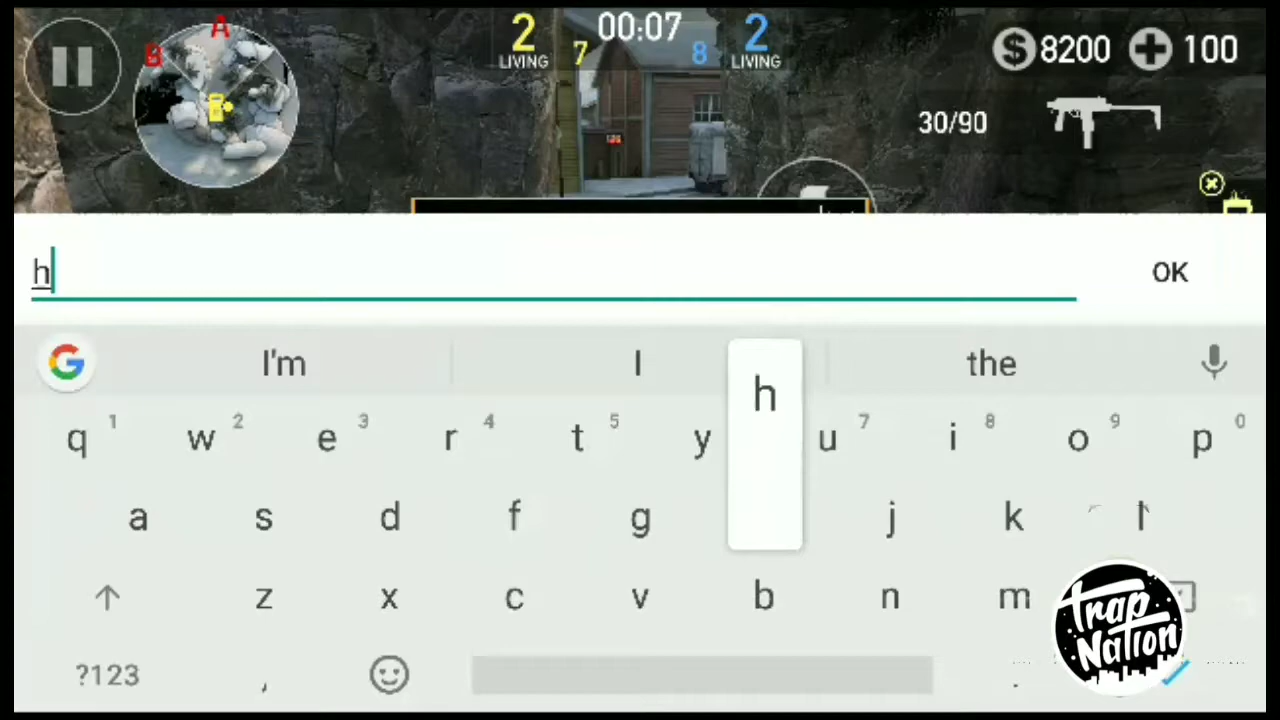 A
B
2
LIVING
7
00:07
8
2
LIVING
8200
100
30/90
h
OK
I'm
I
the
h
q 1 w 2 e 3 r 4 t 5 y u 7 i 8 o 9 p 0
a s d f g j k l
z x c v b n m
?123 , .
Trap
Nation